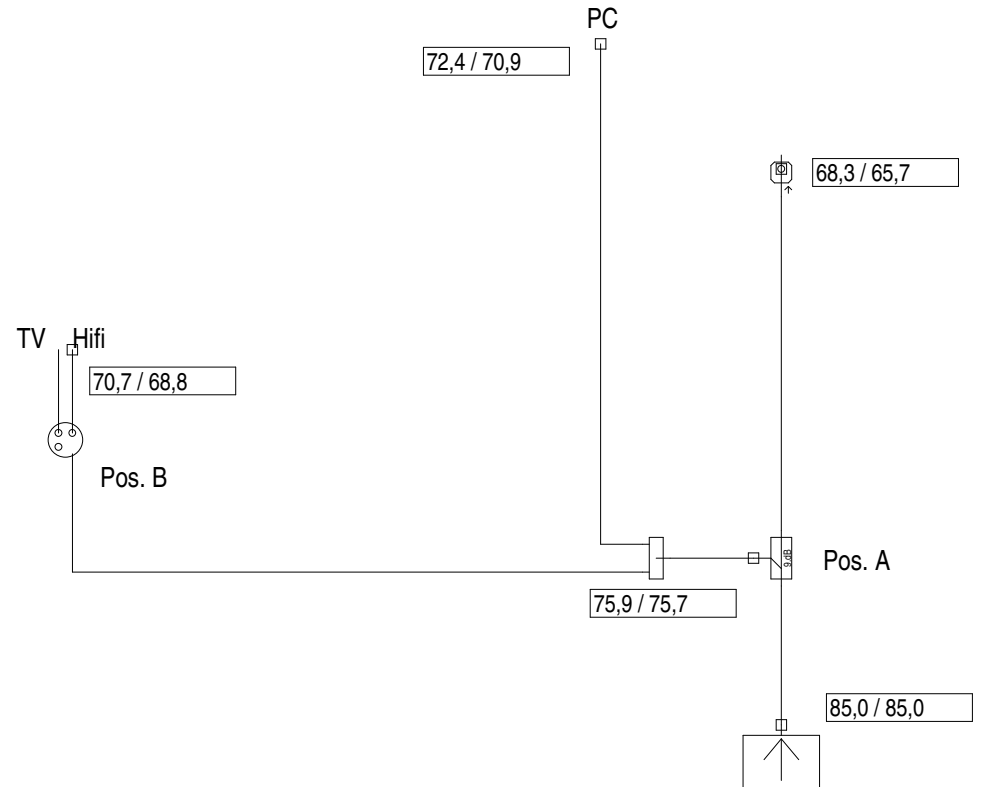 PC
72,4 / 70,9
68,3 / 65,7
TV Hifi
70,7 / 68,8
Pos. B
9.dB
Pos. A
75,9 / 75,7
85,0 / 85,0